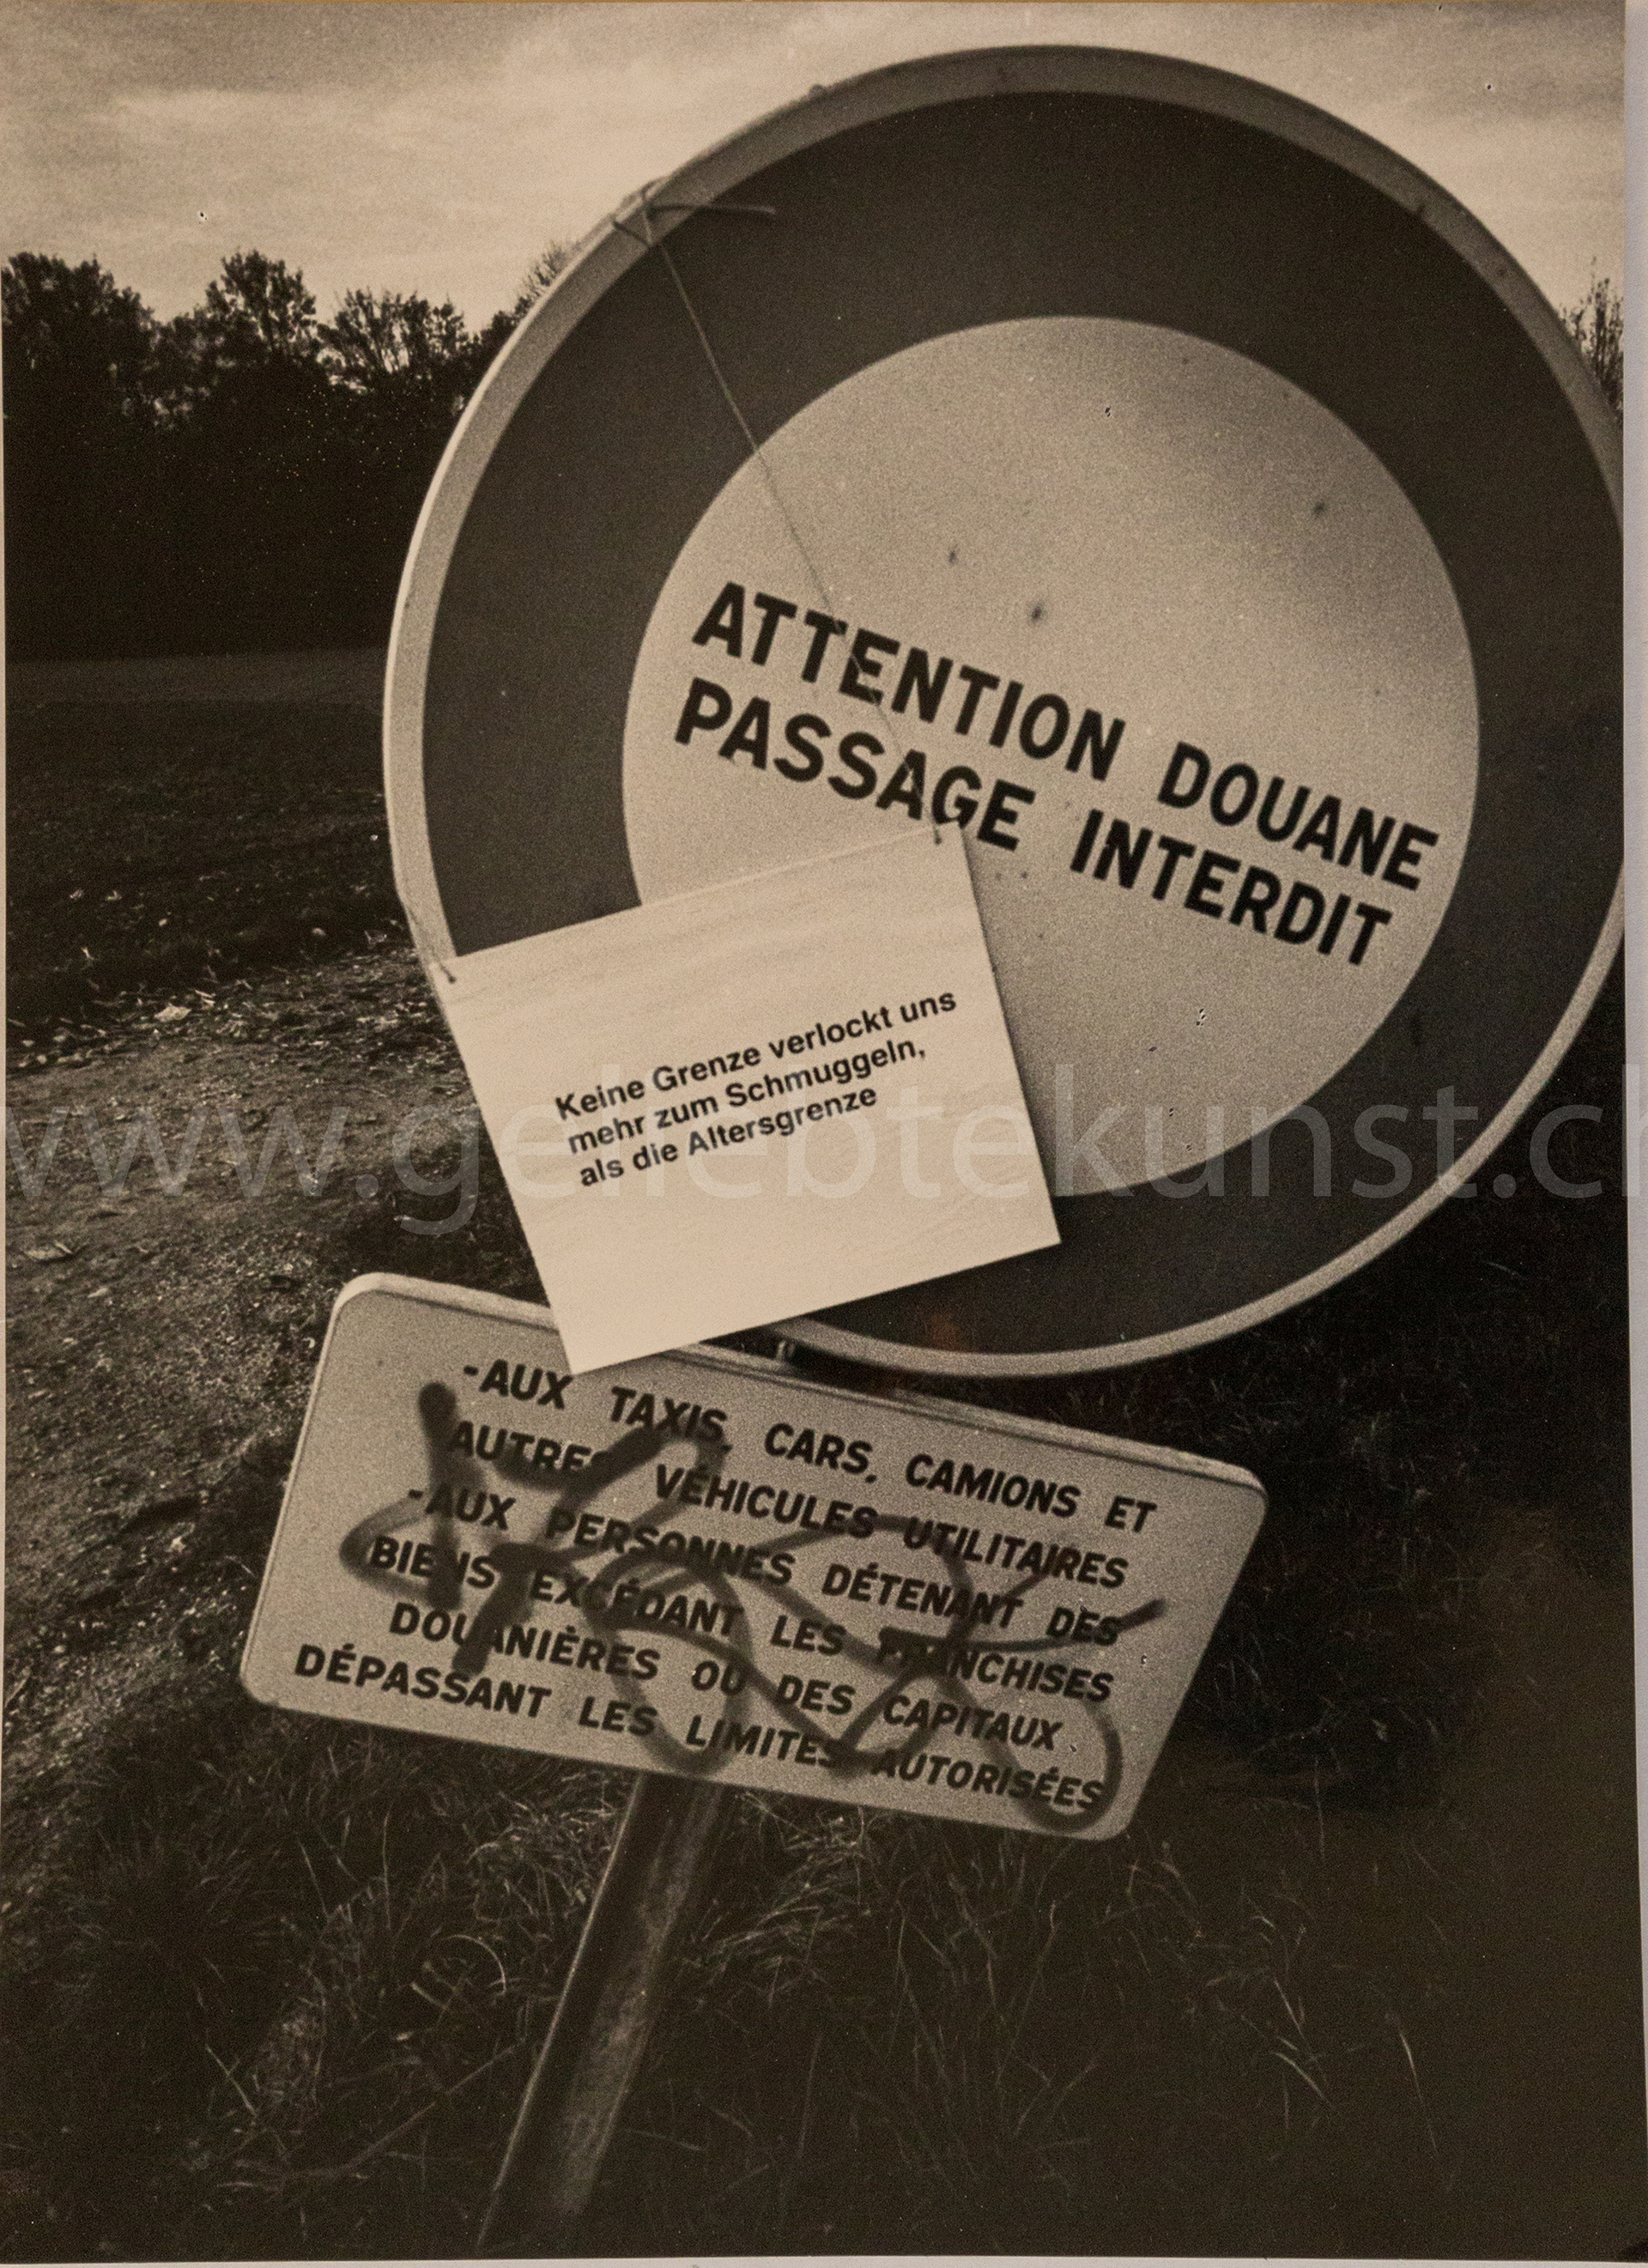 ATTENTION DOUANE
PASSAGE INTERDIT
Keine Grenze verlockt uns
mehr zum Schmuggeln,
als die Altersgrenze
www.geliebtekunst.ch
-AUX TAXIS, CARS, CAMIONS ET
AUTRES VÉHICULES UTILITAIRES
-AUX PERSONNES DÉTENANT DES
BIENS EXCÉDANT LES FRANCHISES
DOUANIÈRES OU DES CAPITAUX
DÉPASSANT LES LIMITES AUTORISÉES